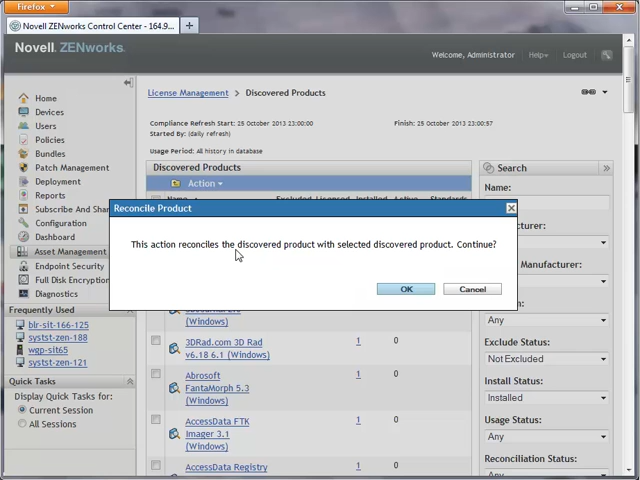 Firefox
Novell ZENworks Control Center - 164.9...
Novell. ZENworks.
Welcome, Administrator
Help
Logout
Home
Devices
Users
Policies
Bundles
Patch Management
Deployment
Reports
Subscribe And Shar
Configuration
Dashboard
Asset Management
Endpoint Security
Full Disk Encryption
Diagnostics
Frequently Used
blr-sit-166-125
systst-zen-188
wgp-sit65
systst-zen-121
Quick Tasks
Display Quick Tasks for:
Current Session
All Sessions
License Management > Discovered Products
Compliance Refresh Start: 25 October 2013 23:00:00
Finish: 25 October 2013 23:00:57
Started By: (daily refresh)
Usage Period: All history in database
Discovered Products
Action
Reconcile Product
This action reconciles the discovered product with selected discovered product. Continue?
OK
Cancel
(Windows)
3DRad.com 3D Rad
v6.18 6.1 (Windows)
1
0
Abrosoft
FantaMorph 5.3
(Windows)
1
0
AccessData FTK
Imager 3.1
(Windows)
1
0
AccessData Registry
1
0
Search
Name:
Manufacturer:
Any
Exclude Status:
Not Excluded
Install Status:
Installed
Usage Status:
Any
Reconciliation Status: